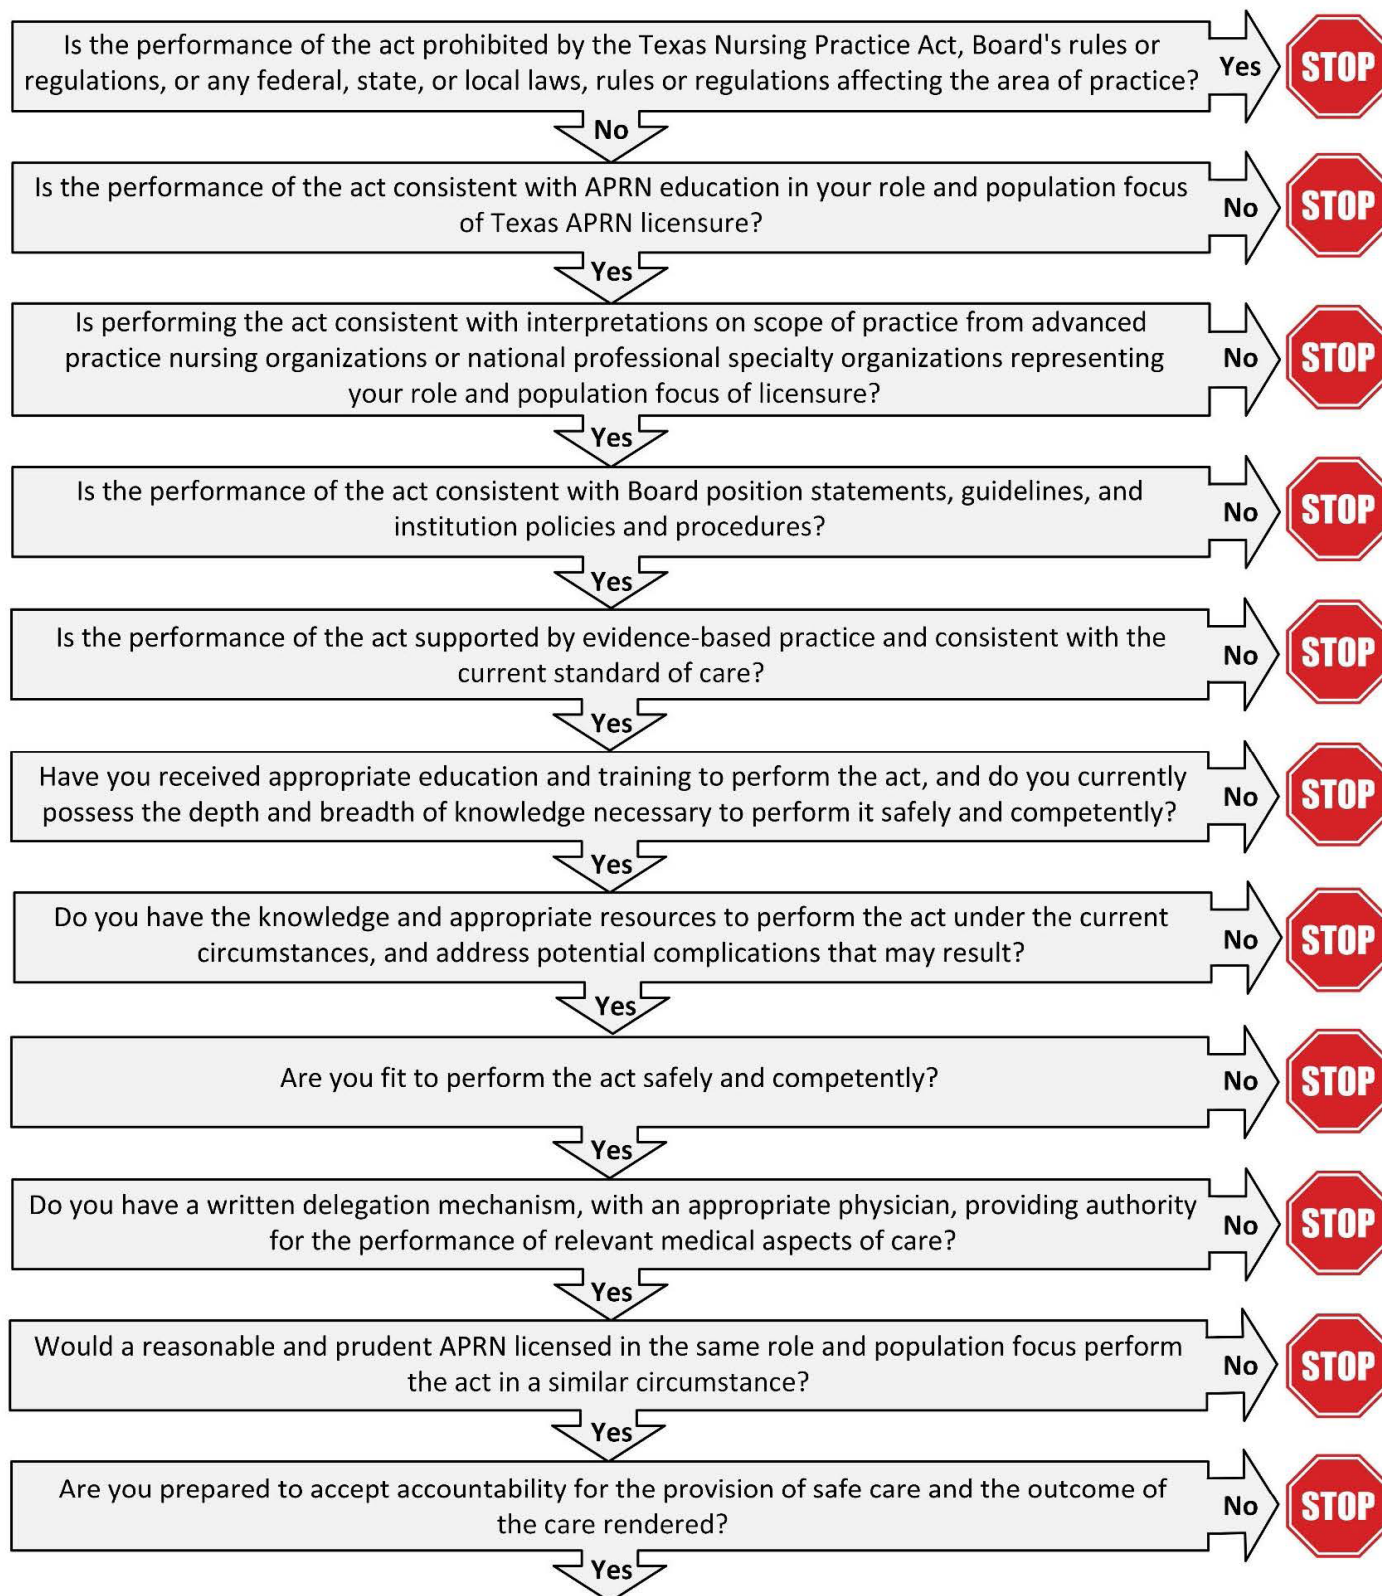 Is the performance of the act prohibited by the Texas Nursing Practice Act, Board's rules or
regulations, or any federal, state, or local laws, rules or regulations affecting the area of practice?
Yes
STOP
No
Is the performance of the act consistent with APRN education in your role and population focus
of Texas APRN licensure?
No
STOP
Yes
Is performing the act consistent with interpretations on scope of practice from advanced
practice nursing organizations or national professional specialty organizations representing
your role and population focus of licensure?
No
STOP
Yes
Is the performance of the act consistent with Board position statements, guidelines, and
institution policies and procedures?
No
STOP
Yes
Is the performance of the act supported by evidence-based practice and consistent with the
current standard of care?
No
STOP
Yes
Have you received appropriate education and training to perform the act, and do you currently
possess the depth and breadth of knowledge necessary to perform it safely and competently?
No
STOP
Yes
Do you have the knowledge and appropriate resources to perform the act under the current
circumstances, and address potential complications that may result?
No
STOP
Yes
Are you fit to perform the act safely and competently?
No
STOP
Yes
Do you have a written delegation mechanism, with an appropriate physician, providing authority
for the performance of relevant medical aspects of care?
No
STOP
Yes
Would a reasonable and prudent APRN licensed in the same role and population focus perform
the act in a similar circumstance?
No
STOP
Yes
Are you prepared to accept accountability for the provision of safe care and the outcome of
the care rendered?
No
STOP
Yes